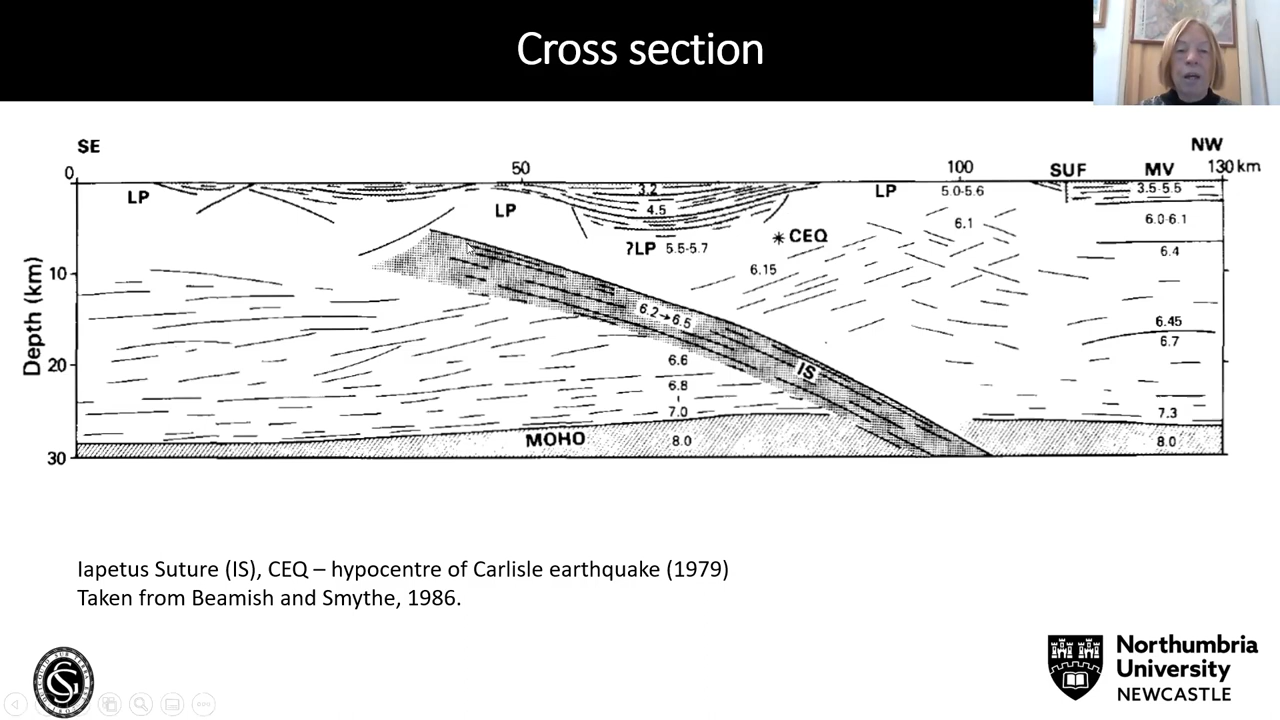 Cross section
SE
NW
0
50
100
130 km
SUF
MV
LP
LP
LP
3.2
4.5
?LP 5.5-5.7
CEQ
5.0-5.6
3.5-5.5
6.1
6.0-6.1
6.4
6.15
Depth (km)
10
20
30
6.2→6.5
IS
6.45
6.7
6.6
6.8
7.0
7.3
MOHO
8.0
8.0
Iapetus Suture (IS), CEQ – hypocentre of Carlisle earthquake (1979)
Taken from Beamish and Smythe, 1986.
Northumbria
University
NEWCASTLE